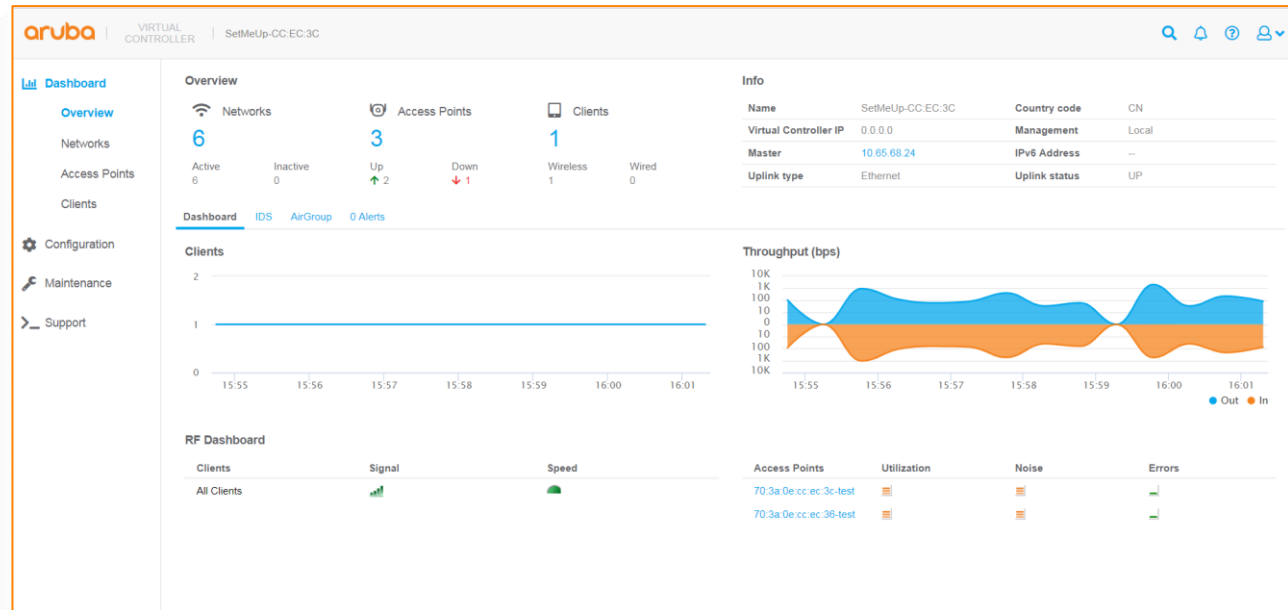 aruba
VIRTUAL
CONTROLLER
SetMeUp-CC:EC:3C
Dashboard
Overview
Networks
Access Points
Clients
Configuration
Maintenance
Support
Overview
Networks
6
Active Inactive
6 0
Access Points
3
Up Down
2 1
Clients
1
Wireless Wired
1 0
Info
Name SetMeUp-CC:EC:3C Country code CN
Virtual Controller IP 0.0.0.0 Management Local
Master 10.65.68.24 IPv6 Address --
Uplink type Ethernet Uplink status UP
Dashboard IDS AirGroup 0 Alerts
Clients
2
1
0
15:55 15:56 15:57 15:58 15:59 16:00 16:01
Throughput (bps)
10K
1K
100
10
0
10
100
1K
10K
15:55 15:56 15:57 15:58 15:59 16:00 16:01
Out In
RF Dashboard
Clients Signal Speed
All Clients
Access Points Utilization Noise Errors
70:3a:0e:cc:ec:3c-test
70:3a:0e:cc:ec:36-test